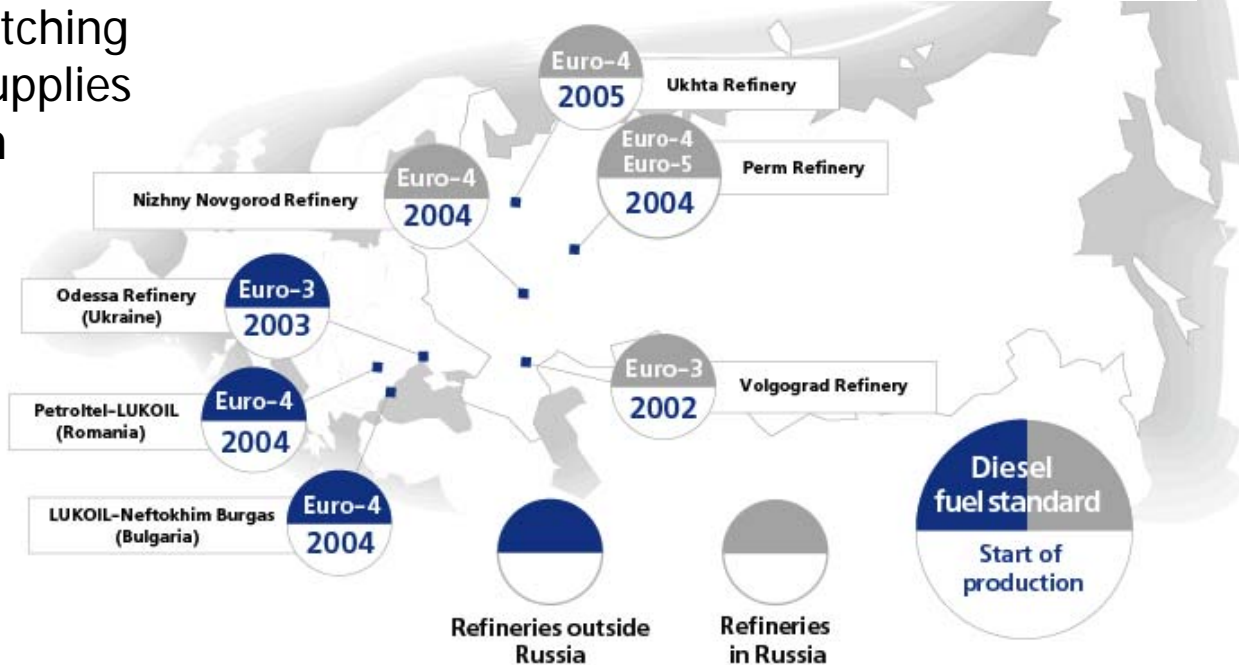 tching
upplies
n
Euro-4
2005
Ukhta Refinery
Euro-4
Euro-5
2004
Perm Refinery
Nizhny Novgorod Refinery
Euro-4
2004
Odessa Refinery
(Ukraine)
Euro-3
2003
Euro-3
2002
Volgograd Refinery
Petroltel-LUKOIL
(Romania)
Euro-4
2004
LUKOIL-Neftokhim Burgas
(Bulgaria)
Euro-4
2004
Diesel
fuel standard
Start of
production
Refineries outside
Russia
Refineries
in Russia